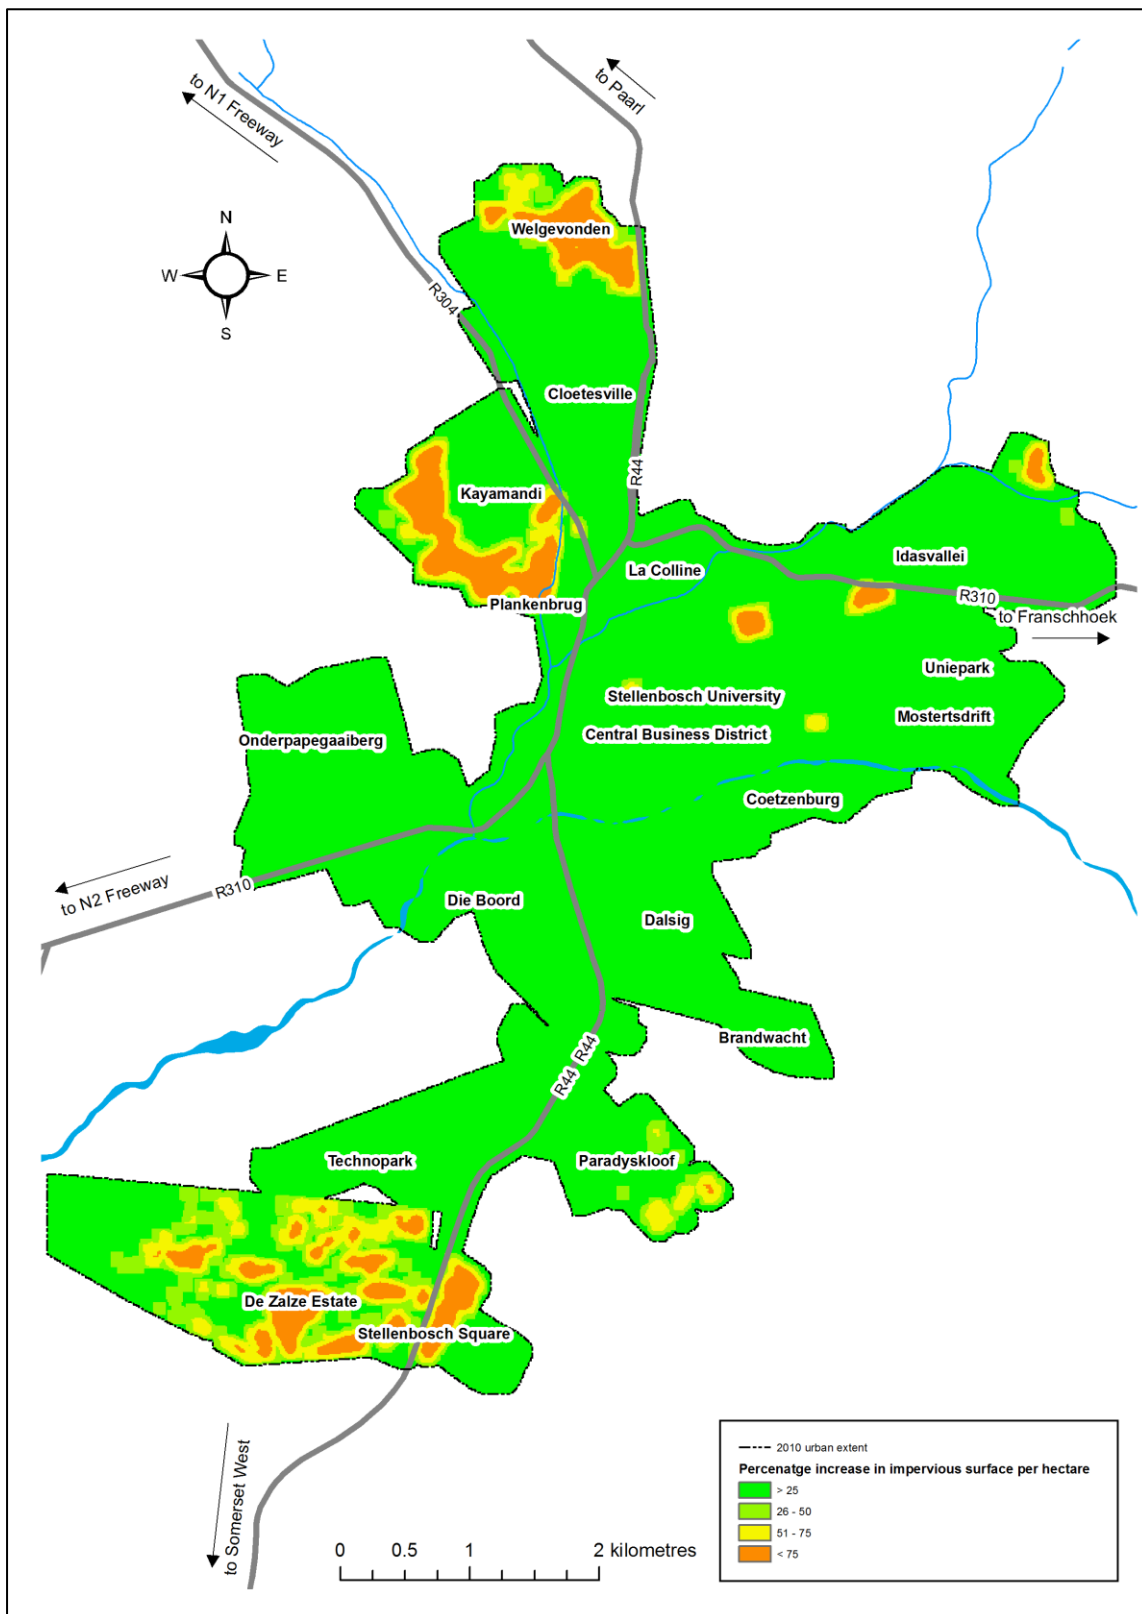 to N1 Freeway
to Paarl
N
W
E
S
Welgevonden
R304
Cloetesville
R44
Kayamandi
Idasvallei
La Colline
Plankenbrug
R310
to Franschhoek
Uniepark
Stellenbosch University
Mostertsdrift
Central Business District
Onderpapegaaiberg
Coetzenburg
to N2 Freeway
R310
Die Boord
Dalsig
Brandwacht
R44
R44
Technopark
Paradyskloof
De Zalze Estate
Stellenbosch Square
to Somerset West
0 0.5 1 2 kilometres
2010 urban extent
Percenatge increase in impervious surface per hectare
> 25
26 - 50
51 - 75
< 75